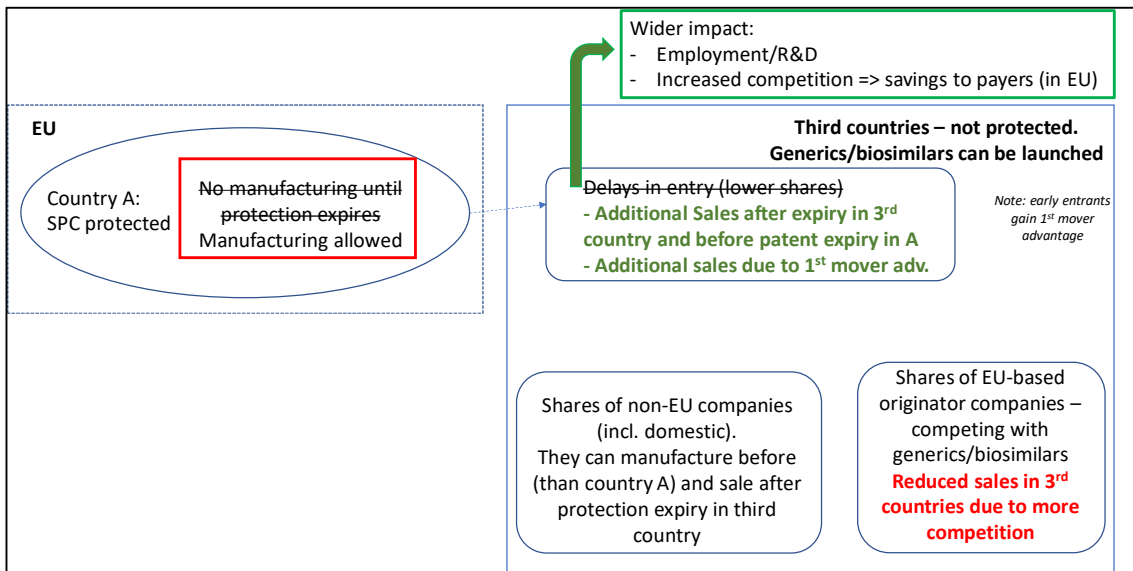 Wider impact:
- Employment/R&D
- Increased competition => savings to payers (in EU)
EU
Country A:
SPC protected
No manufacturing until
protection expires
Manufacturing allowed
Third countries – not protected.
Generics/biosimilars can be launched
Delays in entry (lower shares)
- Additional Sales after expiry in 3rd
country and before patent expiry in A
- Additional sales due to 1st mover adv.
Note: early entrants
gain 1st mover
advantage
Shares of non-EU companies
(incl. domestic).
They can manufacture before
(than country A) and sale after
protection expiry in third
country
Shares of EU-based
originator companies –
competing with
generics/biosimilars
Reduced sales in 3rd
countries due to more
competition